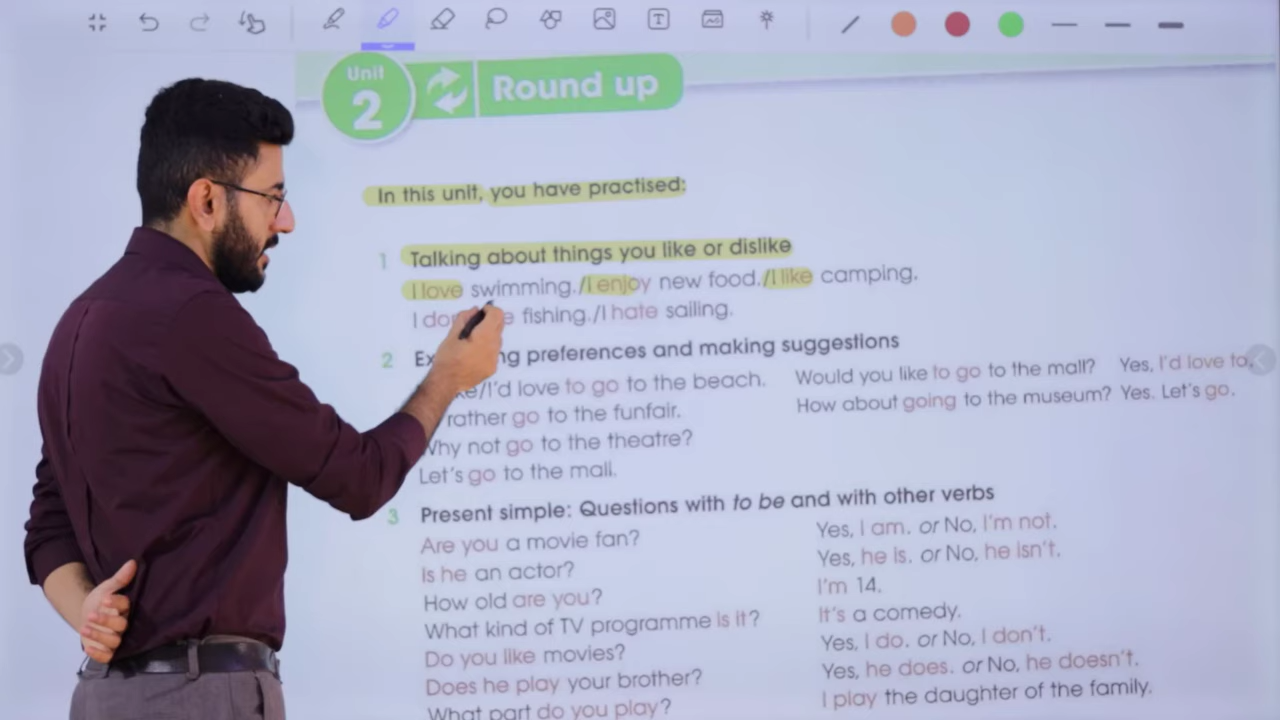 Unit
2
Round up
In this unit, you have practised:
1 Talking about things you like or dislike
I love swimming./I enjoy new food./I like camping.
I fishing./I hate sailing.
2 preferences and making suggestions
I'd love to go to the beach.
rather go to the funfair.
Why not go to the theatre?
Let's go to the mall.
Would you like to go to the mall? Yes, I'd love to.
How about going to the museum? Yes. Let's go.
3 Present simple: Questions with to be and with other verbs
Are you a movie fan? Yes, I am. or No, I'm not.
Is he an actor? Yes, he is. or No, he isn't.
How old are you? I'm 14.
What kind of TV programme is it? It's a comedy.
Do you like movies? Yes, I do. or No, I don't.
Does he play your brother? Yes, he does. or No, he doesn't.
What part do you play? I play the daughter of the family.